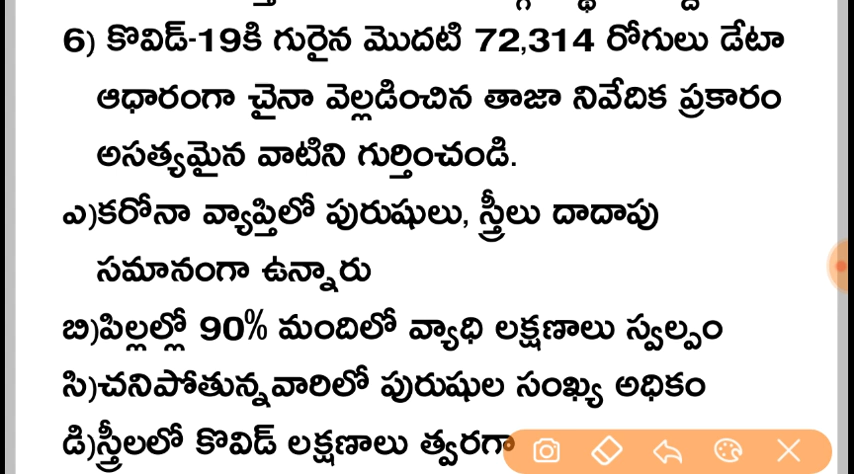 6) కొవిడ్-19కి గురైన మొదటి 72,314 రోగులు డేటా
ఆధారంగా చైనా వెల్లడించిన తాజా నివేదిక ప్రకారం
అసత్యమైన వాటిని గుర్తించండి.
ఎ)కరోనా వ్యాప్తిలో పురుషులు, స్త్రీలు దాదాపు
సమానంగా ఉన్నారు
బి)పిల్లల్లో 90% మందిలో వ్యాధి లక్షణాలు స్వల్పం
సి)చనిపోతున్నవారిలో పురుషుల సంఖ్య అధికం
డి)స్త్రీలలో కొవిడ్ లక్షణాలు త్వరగా